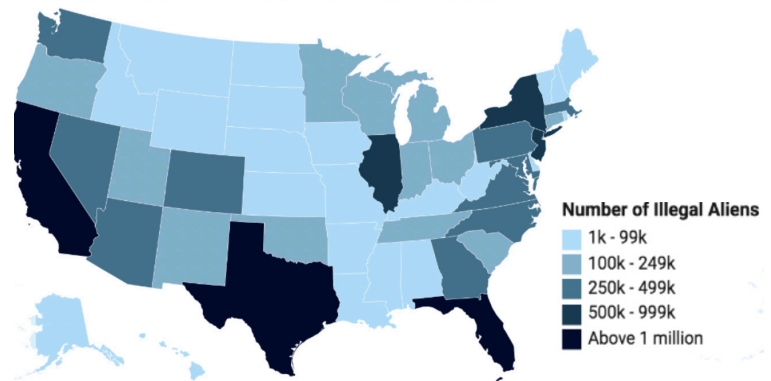 Number of Illegal Aliens
1k - 99k
100k - 249k
250k - 499k
500k - 999k
Above 1 million